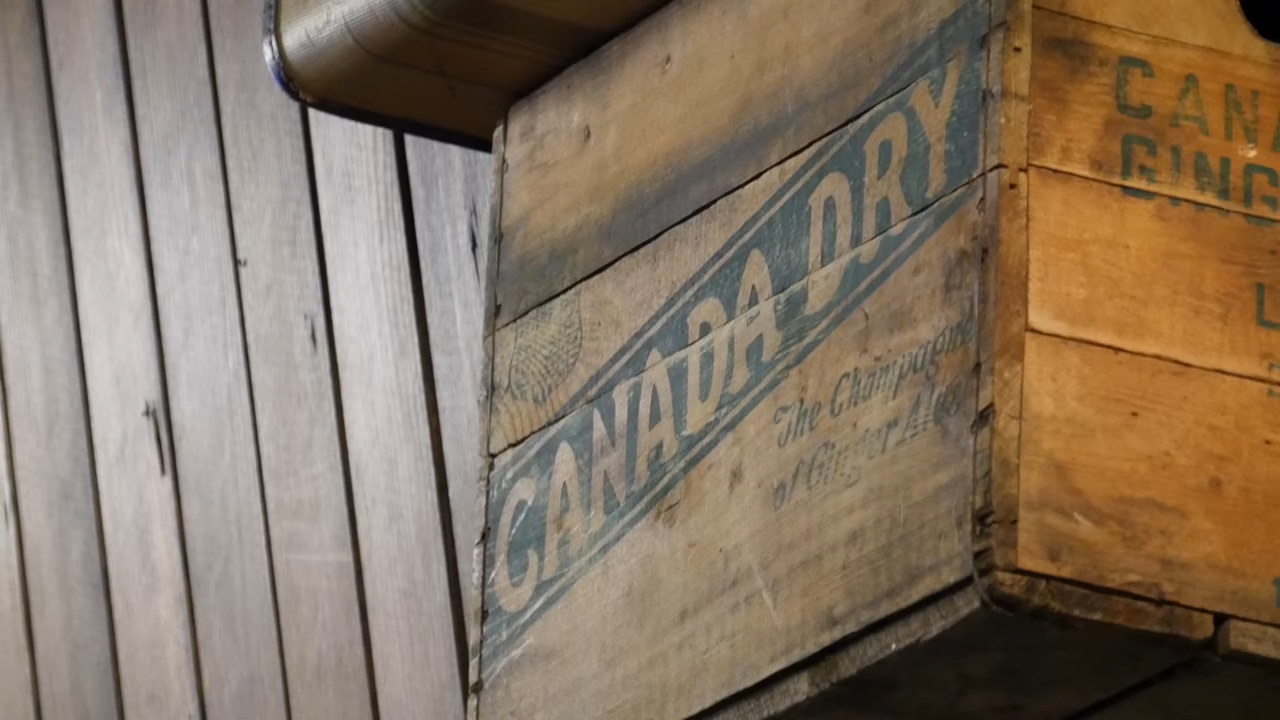 CANADA DRY
The Champagne
of Ginger Ales
CANA
GING
L